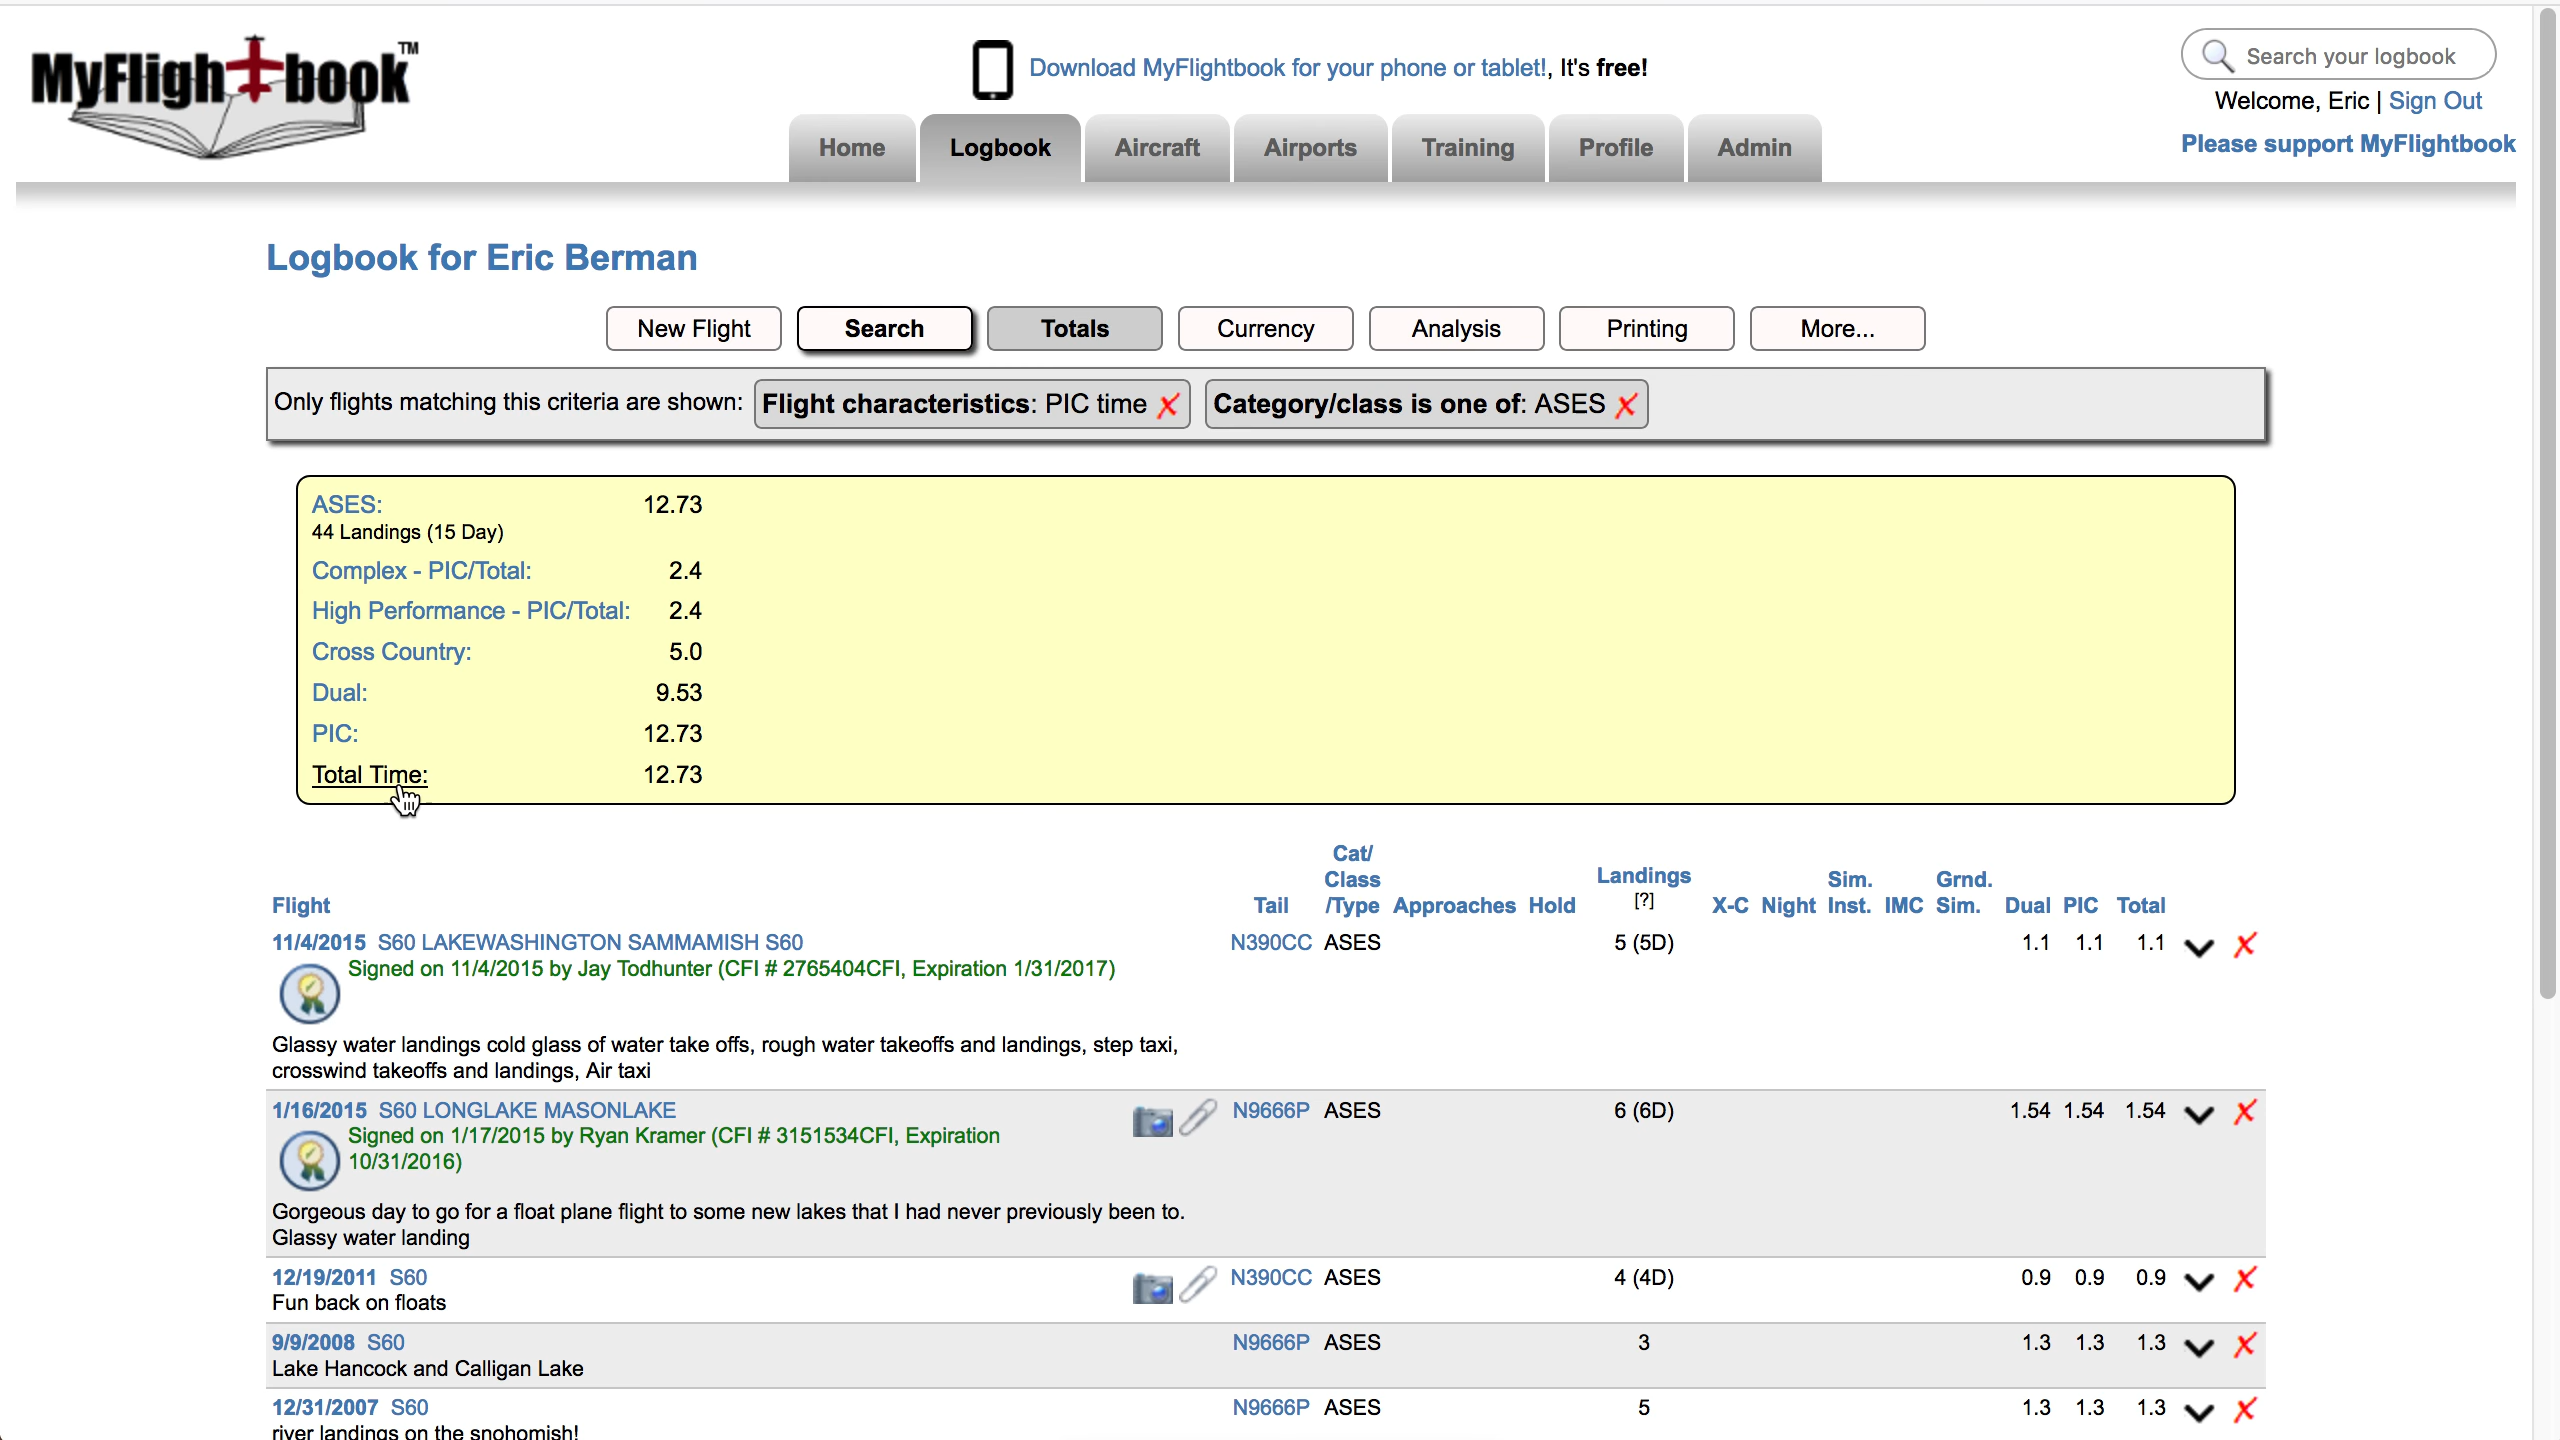 MyFlightbook™
Download MyFlightbook for your phone or tablet!, It's free!
Search your logbook
Welcome, Eric | Sign Out
Please support MyFlightbook
Home Logbook Aircraft Airports Training Profile Admin
Logbook for Eric Berman
New Flight Search Totals Currency Analysis Printing More...
Only flights matching this criteria are shown: Flight characteristics: PIC time Category/class is one of: ASES
ASES: 12.73
44 Landings (15 Day)
Complex - PIC/Total: 2.4
High Performance - PIC/Total: 2.4
Cross Country: 5.0
Dual: 9.53
PIC: 12.73
Total Time: 12.73
Flight Tail Cat/Class/Type Approaches Hold Landings [?] X-C Night Sim. Inst. IMC Grnd. Sim. Dual PIC Total
11/4/2015 S60 LAKEWASHINGTON SAMMAMISH S60 N390CC ASES 5 (5D) 1.1 1.1 1.1
Signed on 11/4/2015 by Jay Todhunter (CFI # 2765404CFI, Expiration 1/31/2017)
Glassy water landings cold glass of water take offs, rough water takeoffs and landings, step taxi,
crosswind takeoffs and landings, Air taxi
1/16/2015 S60 LONGLAKE MASONLAKE N9666P ASES 6 (6D) 1.54 1.54 1.54
Signed on 1/17/2015 by Ryan Kramer (CFI # 3151534CFI, Expiration
10/31/2016)
Gorgeous day to go for a float plane flight to some new lakes that I had never previously been to.
Glassy water landing
12/19/2011 S60 N390CC ASES 4 (4D) 0.9 0.9 0.9
Fun back on floats
9/9/2008 S60 N9666P ASES 3 1.3 1.3 1.3
Lake Hancock and Calligan Lake
12/31/2007 S60 N9666P ASES 5 1.3 1.3 1.3
river landings on the snohomish!